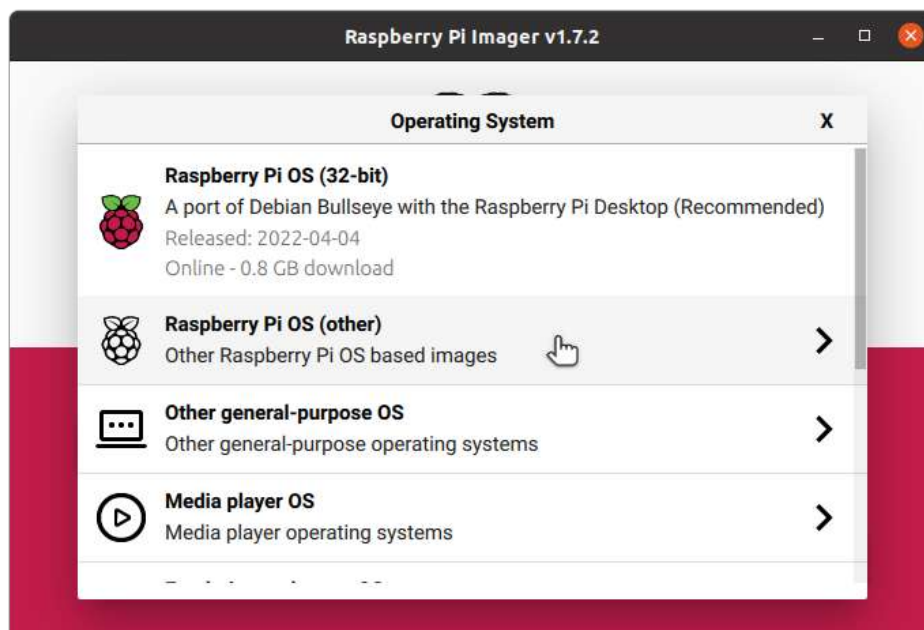 Raspberry Pi Imager v1.7.2
Operating System X
Raspberry Pi OS (32-bit)
A port of Debian Bullseye with the Raspberry Pi Desktop (Recommended)
Released: 2022-04-04
Online - 0.8 GB download
Raspberry Pi OS (other)
Other Raspberry Pi OS based images
Other general-purpose OS
Other general-purpose operating systems
Media player OS
Media player operating systems